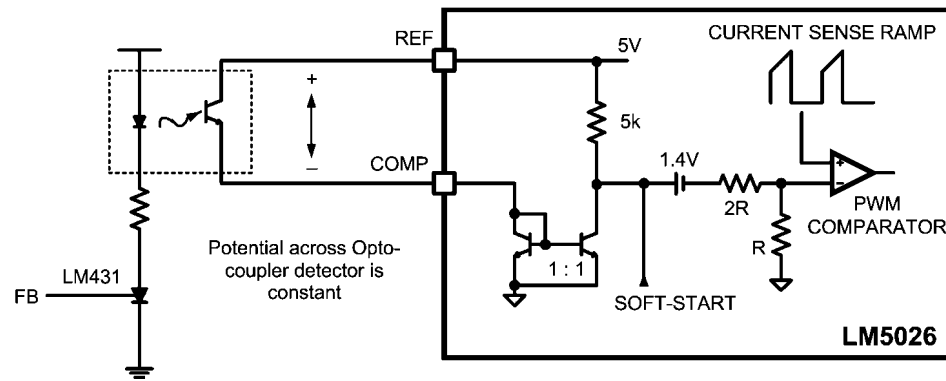 REF
5V
CURRENT SENSE RAMP
+
5k
–
COMP
1.4V
+
–
2R
PWM
COMPARATOR
R
Potential across Opto-
coupler detector is
constant
1 : 1
LM431
FB
SOFT-START
LM5026